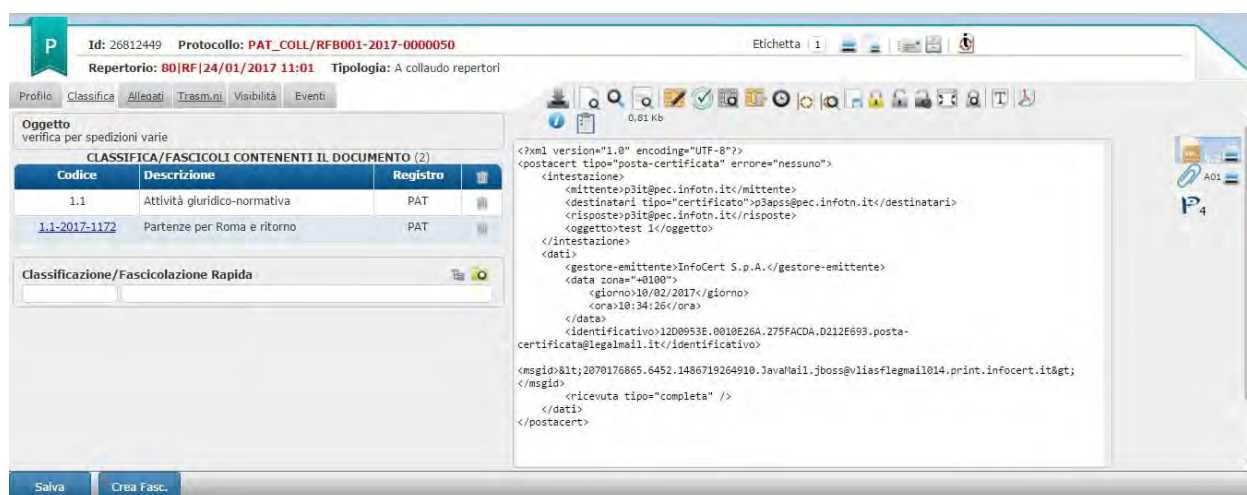 P
Id: 26812449 Protocollo: PAT_COLL/RFB001-2017-0000050
Etichetta 1
Repertorio: 80|RF|24/01/2017 11:01 Tipologia: A collaudo repertori
Profilo Classifica Allegati Trasm.ni Visibilità Eventi
0,81 Kb
Oggetto
verifica per spedizioni varie
CLASSIFICA/FASCICOLI CONTENENTI IL DOCUMENTO (2)
Codice Descrizione Registro
1.1 Attività giuridico-normativa PAT
1.1-2017-1172 Partenze per Roma e ritorno PAT
Classificazione/Fascicolazione Rapida
<?xml version="1.0" encoding="UTF-8"?>
<postacert tipo="posta-certificata" errore="nessuno">
<intestazione>
<mittente>p3it@pec.infotn.it</mittente>
<destinatari tipo="certificato">p3apss@pec.infotn.it</destinatari>
<risposte>p3it@pec.infotn.it</risposte>
<oggetto>test 1</oggetto>
</intestazione>
<dati>
<gestore-emittente>InfoCert S.p.A.</gestore-emittente>
<data zona="+0100">
<giorno>10/02/2017</giorno>
<ora>10:34:26</ora>
</data>
<identificativo>12D0953E.0010E26A.275FACDA.D212E693.posta-
certificata@legalmail.it</identificativo>
<msgid>&lt;2070176865.6452.1486719264910.JavaMail.jboss@vliasflegmail014.print.infocert.it&gt;
</msgid>
<ricevuta tipo="completa" />
</dati>
</postacert>
A01
P4
Salva Crea Fasc.